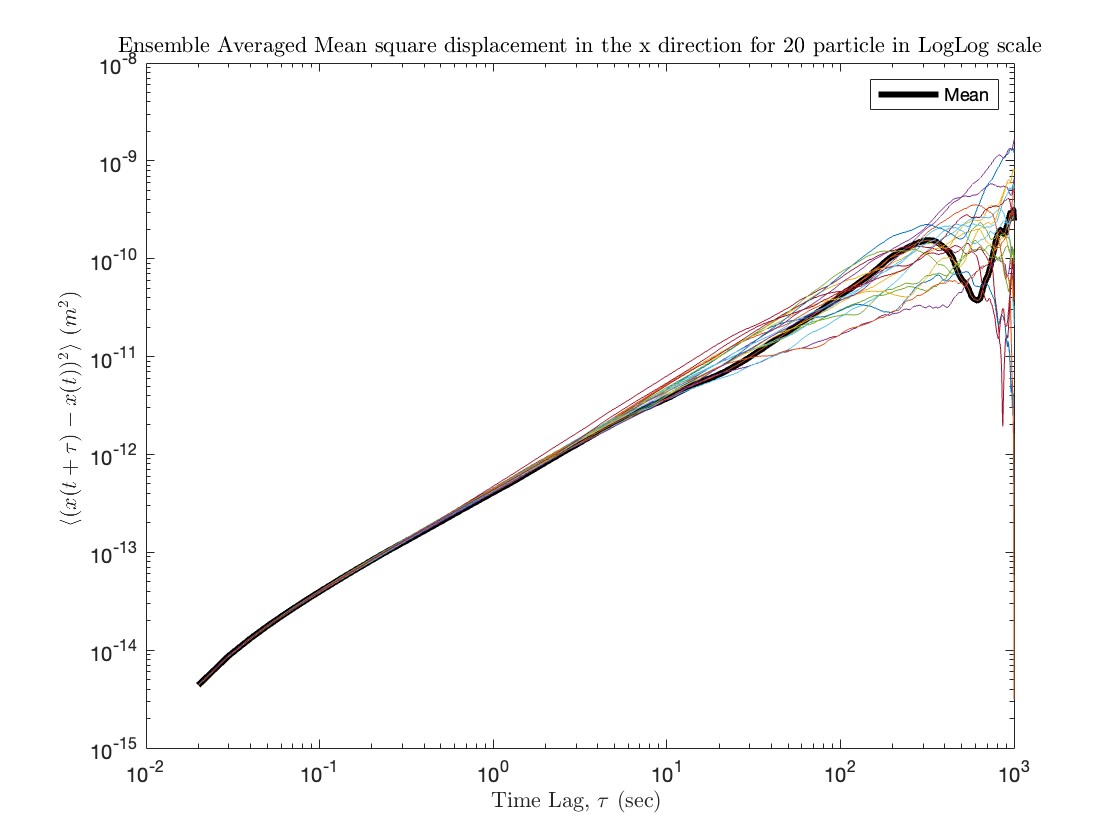 Ensemble Averaged Mean square displacement in the x direction for 20 particle in LogLog scale
10^-8
Mean
10^-9
10^-10
10^-11
⟨(x(t + τ) − x(t))^2⟩ (m^2)
10^-12
10^-13
10^-14
10^-15
10^-2 10^-1 10^0 10^1 10^2 10^3
Time Lag, τ (sec)